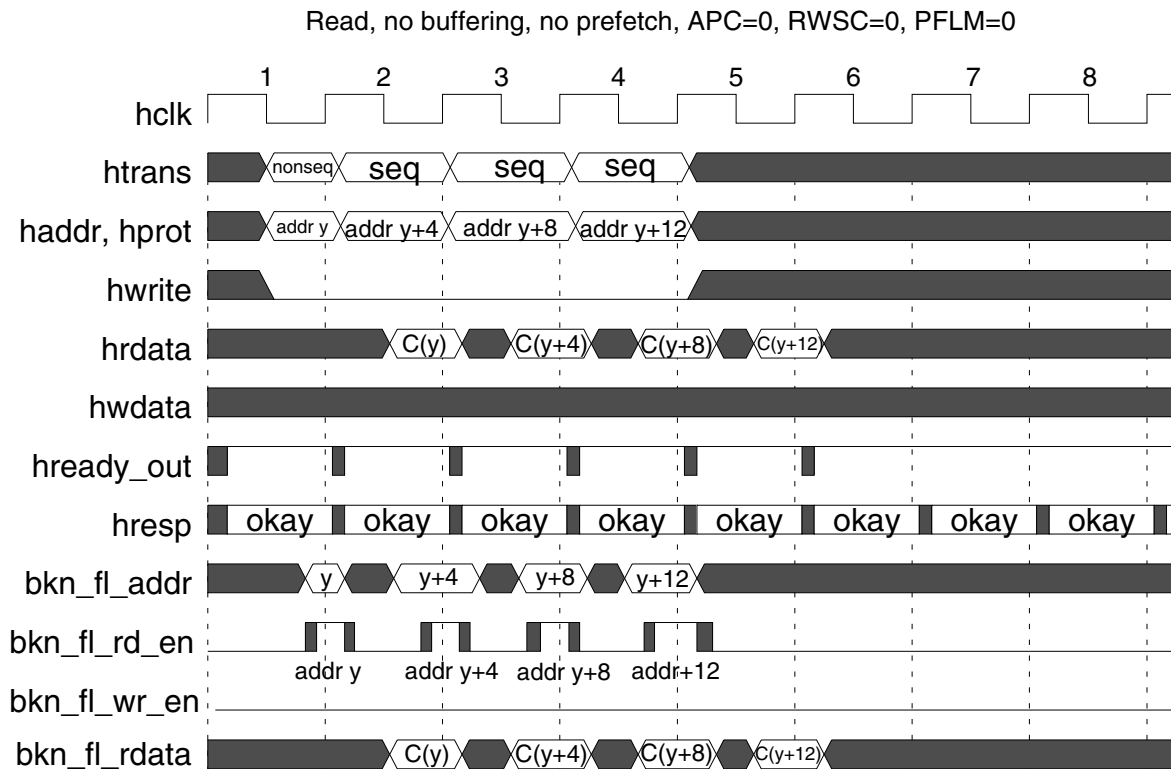 Read, no buffering, no prefetch, APC=0, RWSC=0, PFLM=0
1 2 3 4 5 6 7 8
hclk
htrans nonseq seq seq seq
haddr, hprot addr y addr y+4 addr y+8 addr y+12
hwrite
hrdata C(y) C(y+4) C(y+8) C(y+12)
hwdata
hready_out
hresp okay okay okay okay okay okay okay okay
bkn_fl_addr y y+4 y+8 y+12
bkn_fl_rd_en
addr y addr y+4 addr y+8 addr+12
bkn_fl_wr_en
bkn_fl_rdata C(y) C(y+4) C(y+8) C(y+12)